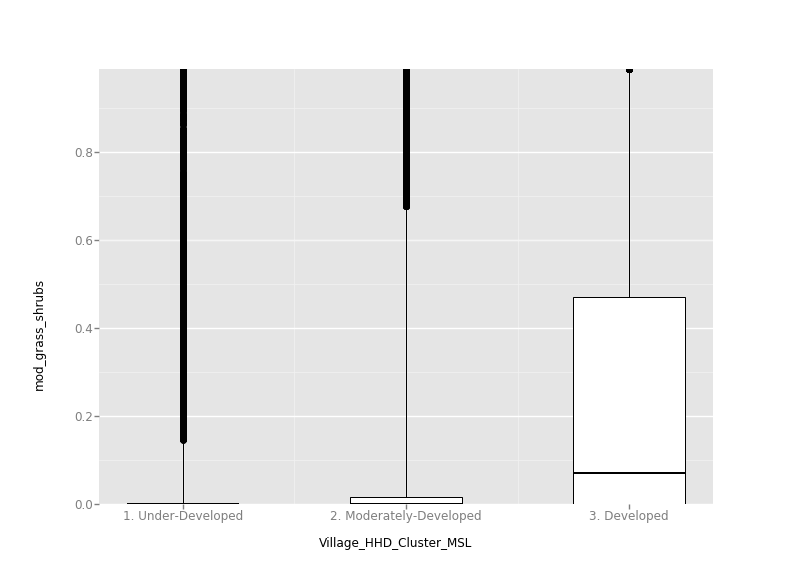 0.8
0.6
0.4
0.2
0.0
mod_grass_shrubs
1. Under-Developed
2. Moderately-Developed
3. Developed
Village_HHD_Cluster_MSL